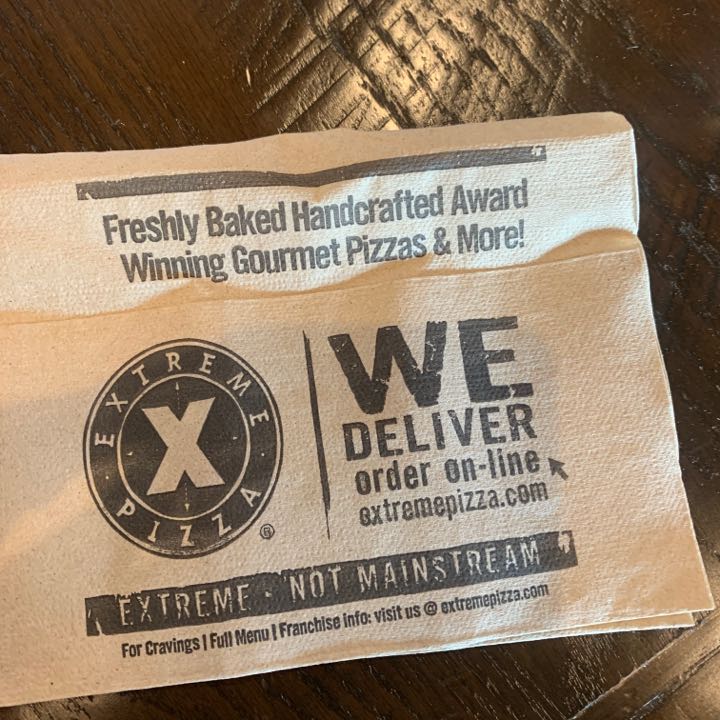 Freshly Baked Handcrafted Award
Winning Gourmet Pizzas & More!
EXTREME
X
PIZZA
®
WE
DELIVER
order on-line
extremepizza.com
EXTREME - NOT MAINSTREAM
For Cravings | Full Menu | Franchise info: visit us @ extremepizza.com